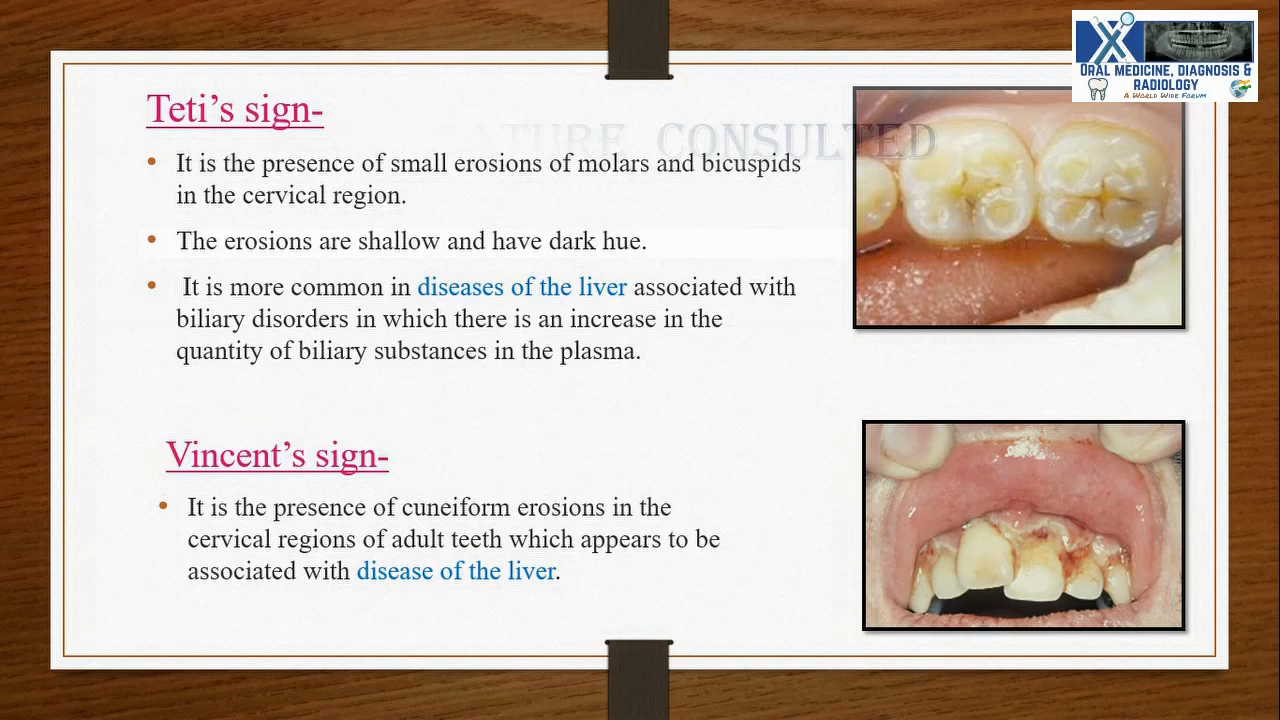 ORAL MEDICINE, DIAGNOSIS &
RADIOLOGY
A WORLD WIDE FORUM
Teti’s sign-
CONSULTED
• It is the presence of small erosions of molars and bicuspids
in the cervical region.
• The erosions are shallow and have dark hue.
• It is more common in diseases of the liver associated with
biliary disorders in which there is an increase in the
quantity of biliary substances in the plasma.
Vincent’s sign-
• It is the presence of cuneiform erosions in the
cervical regions of adult teeth which appears to be
associated with disease of the liver.